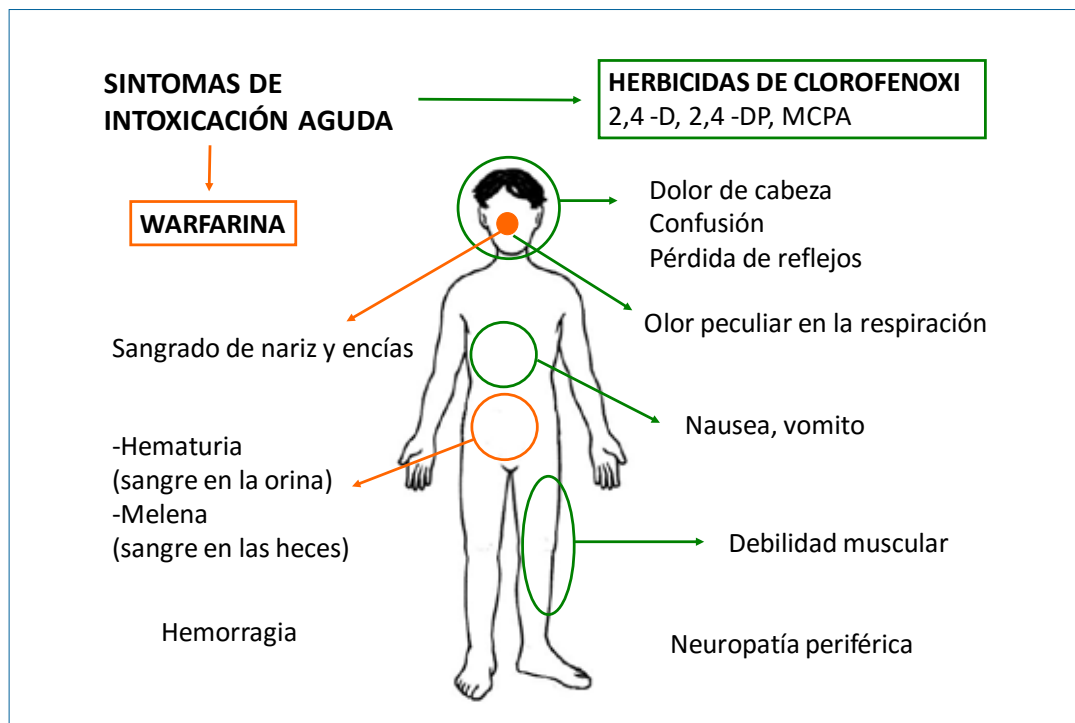 SINTOMAS DE
INTOXICACIÓN AGUDA
HERBICIDAS DE CLOROFENOXI
2,4 -D, 2,4 -DP, MCPA
WARFARINA
Dolor de cabeza
Confusión
Pérdida de reflejos
Olor peculiar en la respiración
Sangrado de nariz y encías
Nausea, vomito
-Hematuria
(sangre en la orina)
-Melena
(sangre en las heces)
Debilidad muscular
Hemorragia
Neuropatía periférica